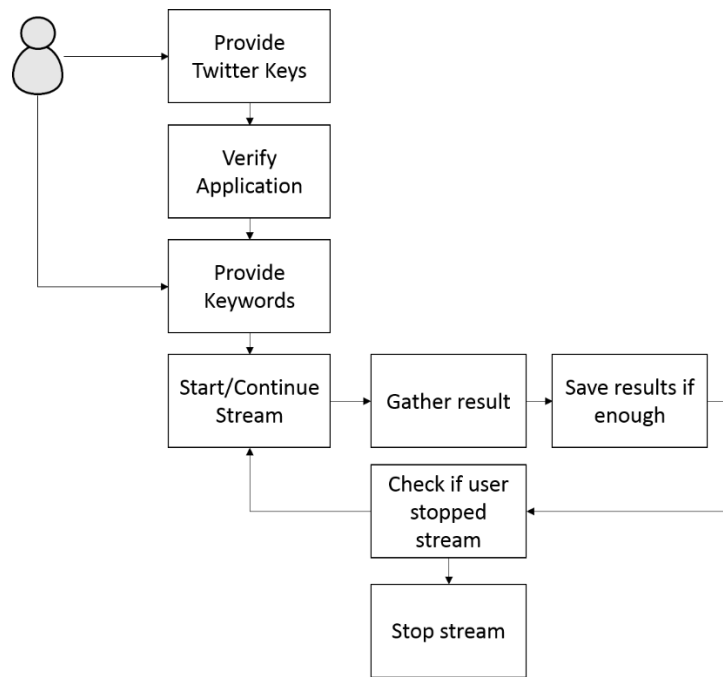 Provide
Twitter Keys
Verify
Application
Provide
Keywords
Start/Continue
Stream
Gather result
Save results if
enough
Check if user
stopped
stream
Stop stream